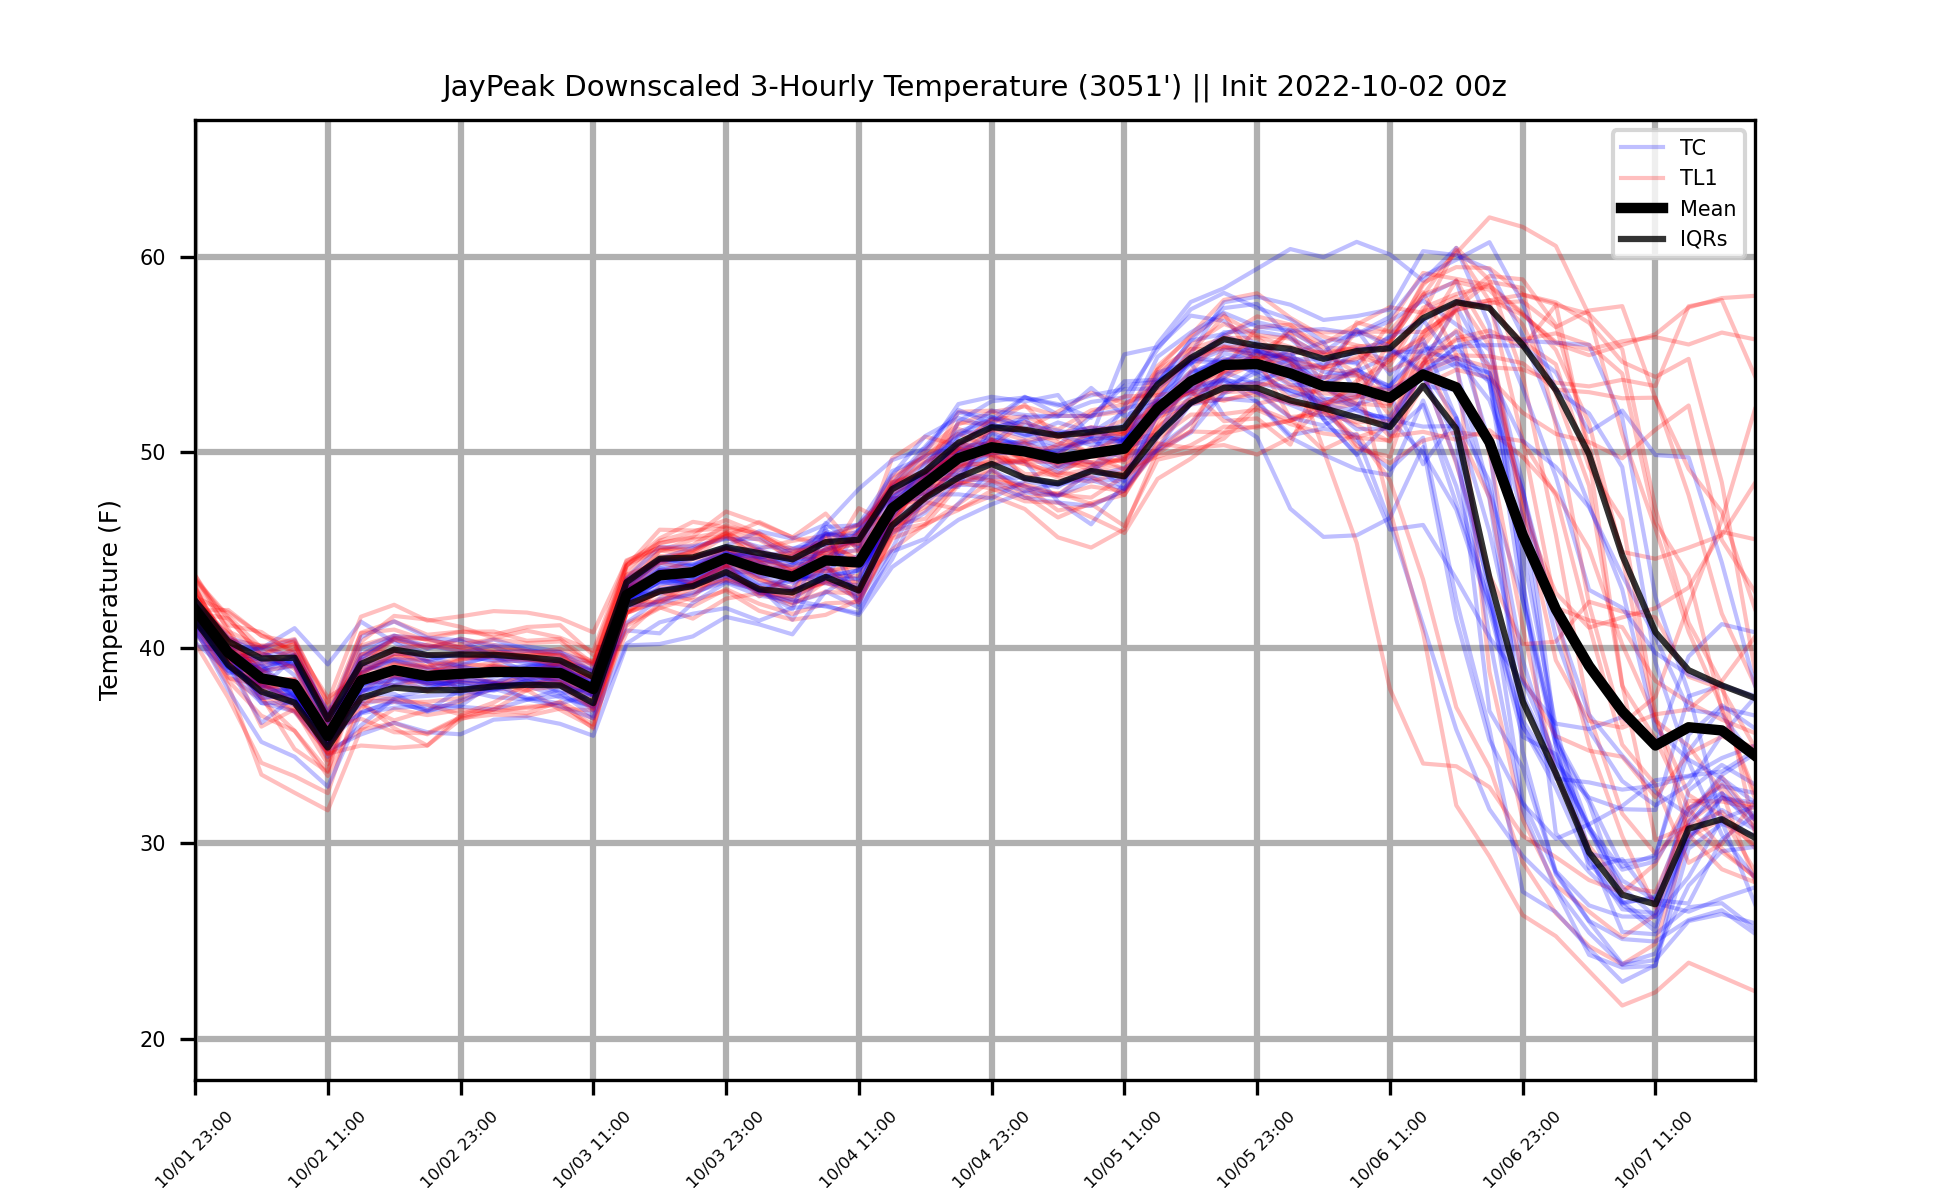 JayPeak Downscaled 3-Hourly Temperature (3051') || Init 2022-10-02 00z
TC
TL1
Mean
IQRs
Temperature (F)
60
50
40
30
20
10/01 23:00
10/02 11:00
10/02 23:00
10/03 11:00
10/03 23:00
10/04 11:00
10/04 23:00
10/05 11:00
10/05 23:00
10/06 11:00
10/06 23:00
10/07 11:00